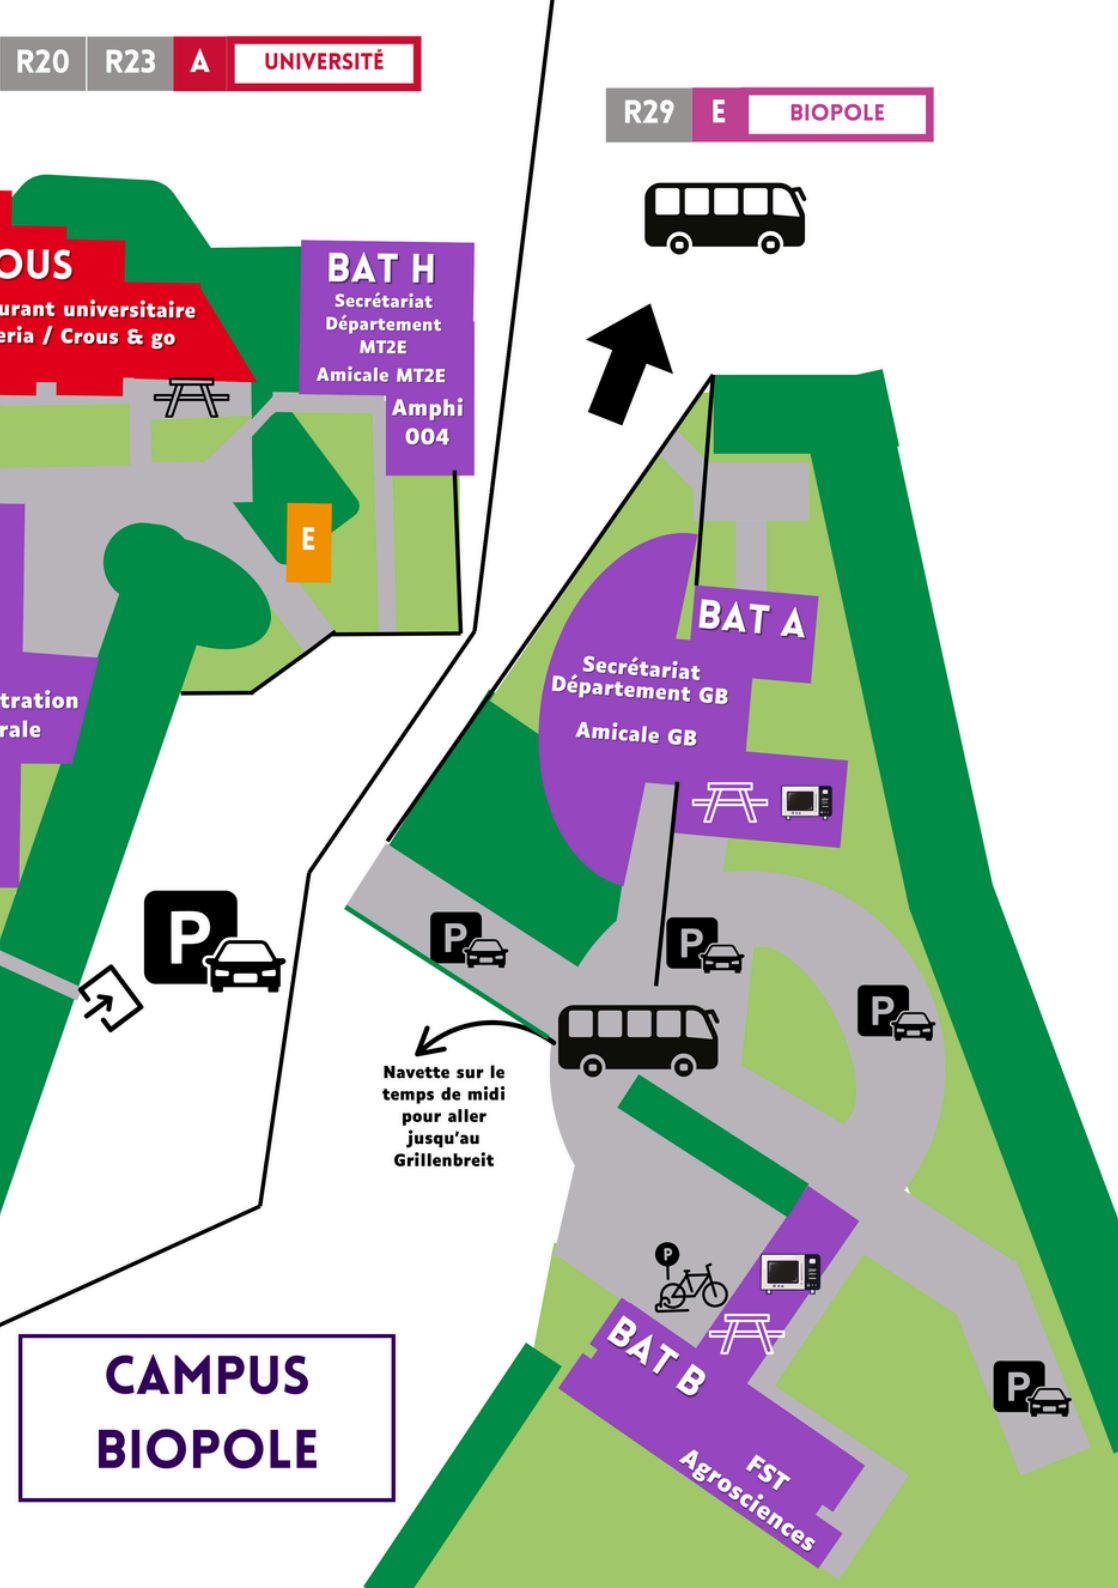 R20 R23 A UNIVERSITÉ
R29 E BIOPOLE
OUS
urant universitaire
eria / Crous & go
BAT H
Secrétariat
Département
MT2E
Amicale MT2E
Amphi
004
E
tration
rale
BAT A
Secrétariat
Département GB
Amicale GB
P
P
P
P
Navette sur le
temps de midi
pour aller
jusqu'au
Grillenbreit
P
BAT B
P
FST
Agrosciences
CAMPUS
BIOPOLE